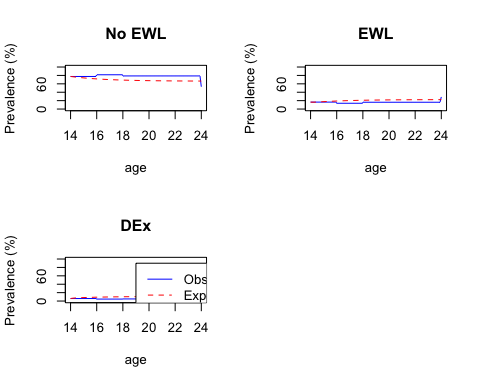 No EWL
Prevalence (%)
0 60
14 16 18 20 22 24
age
EWL
Prevalence (%)
0 60
14 16 18 20 22 24
age
DEx
Prevalence (%)
0 60
Obs
Exp
14 16 18 20 22 24
age